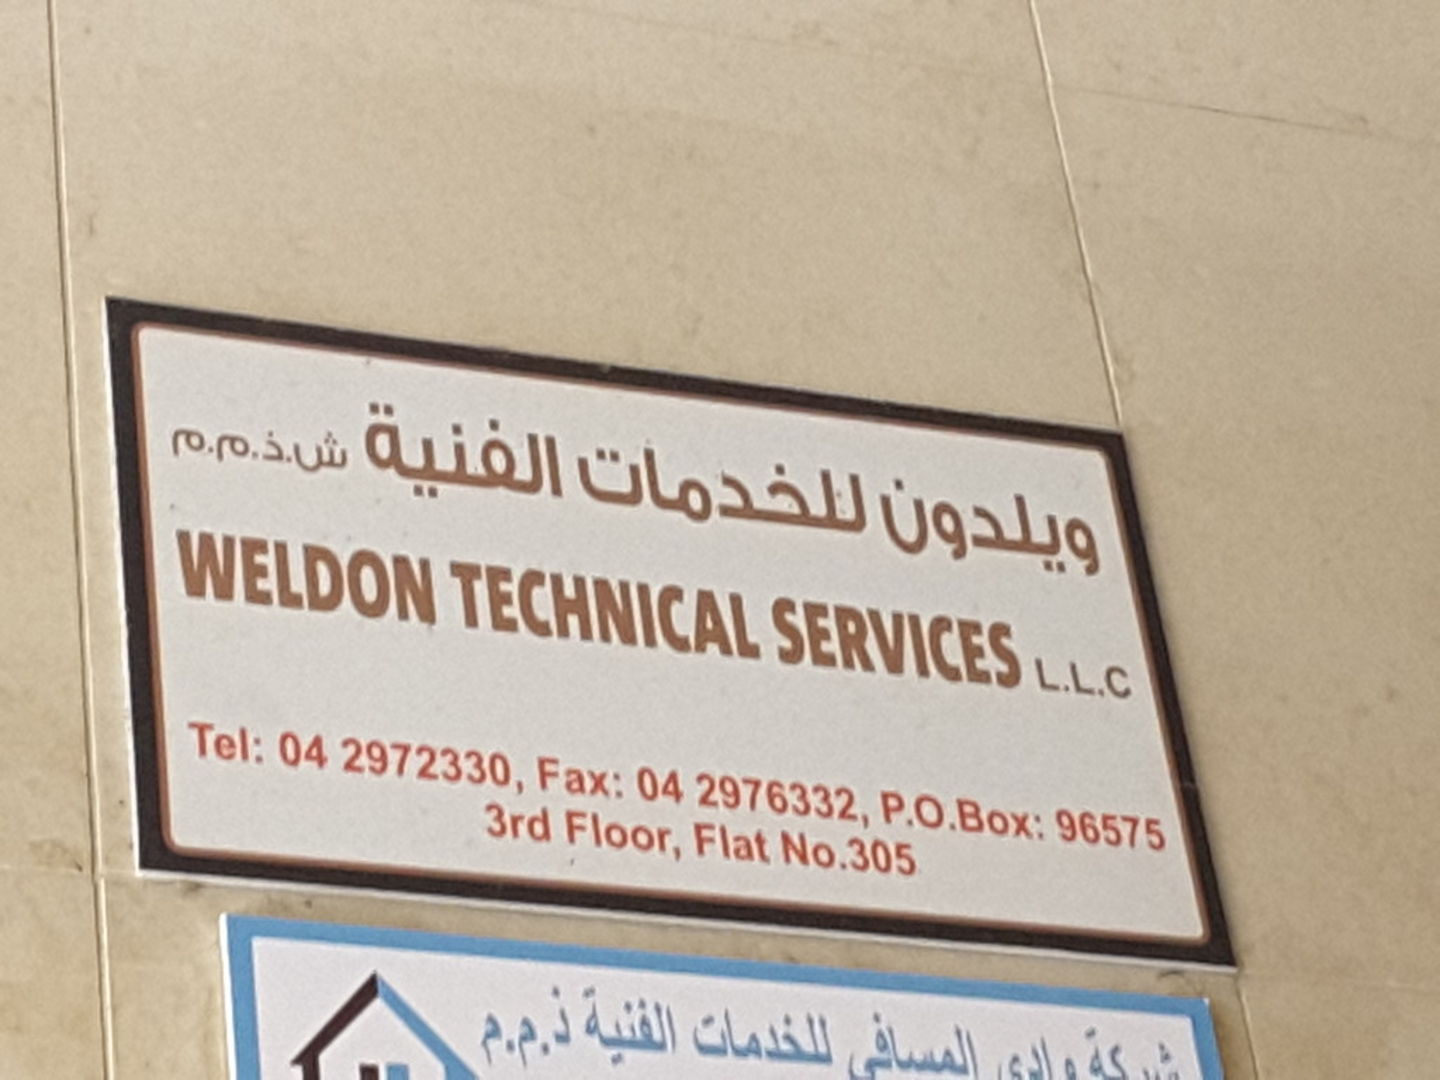 ويلدون للخدمات الفنية ش.ذ.م.م
WELDON TECHNICAL SERVICES L.L.C
Tel: 04 2972330, Fax: 04 2976332, P.O.Box: 96575
3rd Floor, Flat No.305
شركة وادي المسافي للخدمات الفنية ذ.م.م